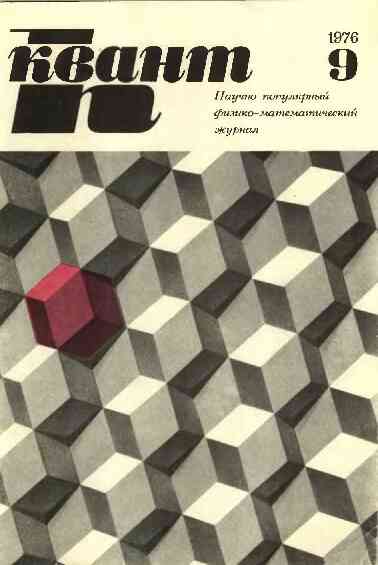 квант
1976
9
Научно популярный
физико-математический
журнал